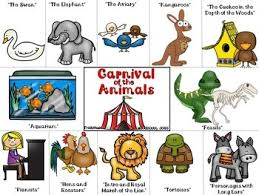 "The Swan"
"The Elephant"
"The Aviary"
"Kangaroos"
"The Cuckoo in the
Depth of the Woods"
Carnival
of the
Animals
"Aquarium"
"Fossils"
"Pianists"
"Hens and
Roosters"
"Intro and Royal
March of the Lion"
"Tortoises"
"Personages with
Long Ears"